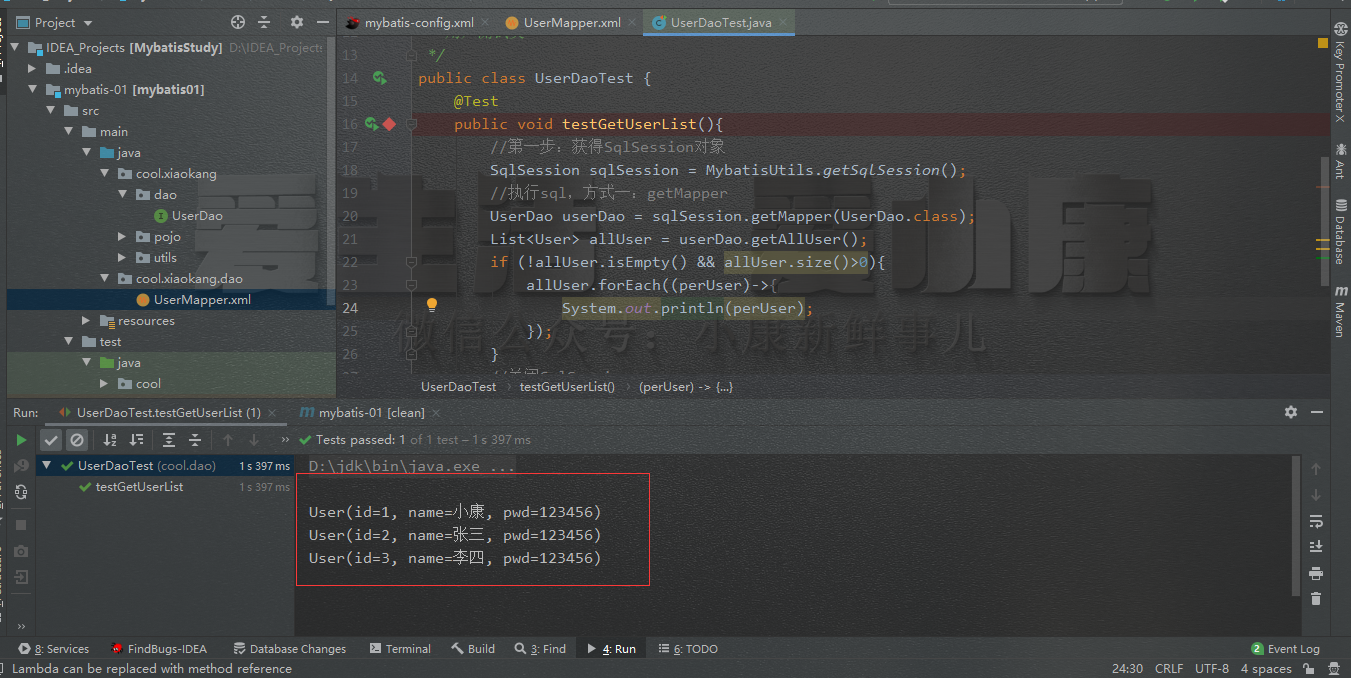 Project
mybatis-config.xml
UserMapper.xml
UserDaoTest.java
IDEA_Projects [MybatisStudy] D:\IDEA_Projects
.idea
mybatis-01 [mybatis01]
src
main
java
cool.xiaokang
dao
UserDao
pojo
utils
cool.xiaokang.dao
UserMapper.xml
resources
test
java
cool
13 */
14 public class UserDaoTest {
15 @Test
16 public void testGetUserList(){
17 //第一步：获得SqlSession对象
18 SqlSession sqlSession = MybatisUtils.getSqlSession();
19 //执行sql，方式一：getMapper
20 UserDao userDao = sqlSession.getMapper(UserDao.class);
21 List<User> allUser = userDao.getAllUser();
22 if (!allUser.isEmpty() && allUser.size()>0){
23 allUser.forEach((perUser)->{
24 System.out.println(perUser);
25 });
26 }
爱生活 爱小康
微信公众号：小康新鲜事儿
UserDaoTest › testGetUserList() › (perUser) -> {...}
Key Promoter X
Ant
Database
Maven
Run: UserDaoTest.testGetUserList (1) mybatis-01 [clean]
Tests passed: 1 of 1 test – 1 s 397 ms
UserDaoTest (cool.dao) 1 s 397 ms
testGetUserList 1 s 397 ms
D:\jdk\bin\java.exe ...
User(id=1, name=小康, pwd=123456)
User(id=2, name=张三, pwd=123456)
User(id=3, name=李四, pwd=123456)
8: Services FindBugs-IDEA Database Changes Terminal Build 3: Find 4: Run 6: TODO 2 Event Log
Lambda can be replaced with method reference 24:30 CRLF UTF-8 4 spaces